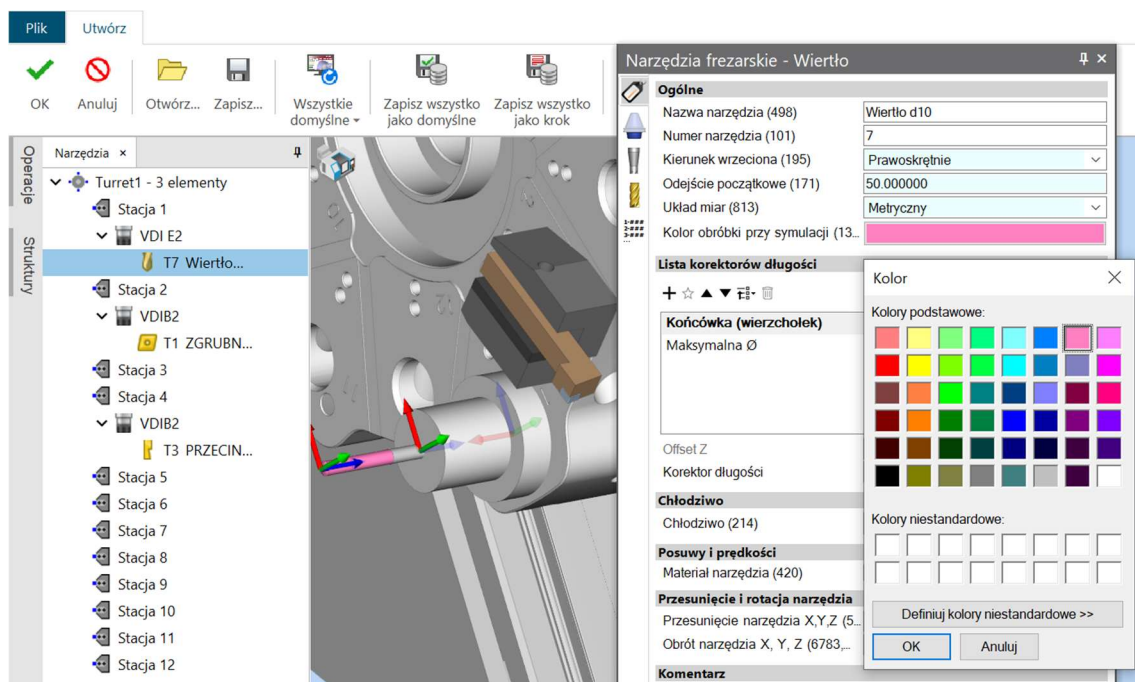 Plik
Utwórz
OK
Anuluj
Otwórz...
Zapisz...
Wszystkie domyślne
Zapisz wszystko jako domyślne
Zapisz wszystko jako krok
Operacje
Struktury
Narzędzia ×
Turret1 - 3 elementy
Stacja 1
VDI E2
T7 Wiertło...
Stacja 2
VDIB2
T1 ZGRUBN...
Stacja 3
Stacja 4
VDIB2
T3 PRZECIN...
Stacja 5
Stacja 6
Stacja 7
Stacja 8
Stacja 9
Stacja 10
Stacja 11
Stacja 12
Narzędzia frezarskie - Wiertło
Ogólne
Nazwa narzędzia (498) Wiertło d10
Numer narzędzia (101) 7
Kierunek wrzeciona (195) Prawoskrętnie
Odejście początkowe (171) 50.000000
Układ miar (813) Metryczny
Kolor obróbki przy symulacji (13...
Lista korektorów długości
Końcówka (wierzchołek)
Maksymalna Ø
Offset Z
Korektor długości
Chłodziwo
Chłodziwo (214)
Posuwy i prędkości
Materiał narzędzia (420)
Przesunięcie i rotacja narzędzia
Przesunięcie narzędzia X,Y,Z (5...
Obrót narzędzia X, Y, Z (6783,...
Komentarz
Kolor
Kolory podstawowe:
Kolory niestandardowe:
Definiuj kolory niestandardowe >>
OK
Anuluj